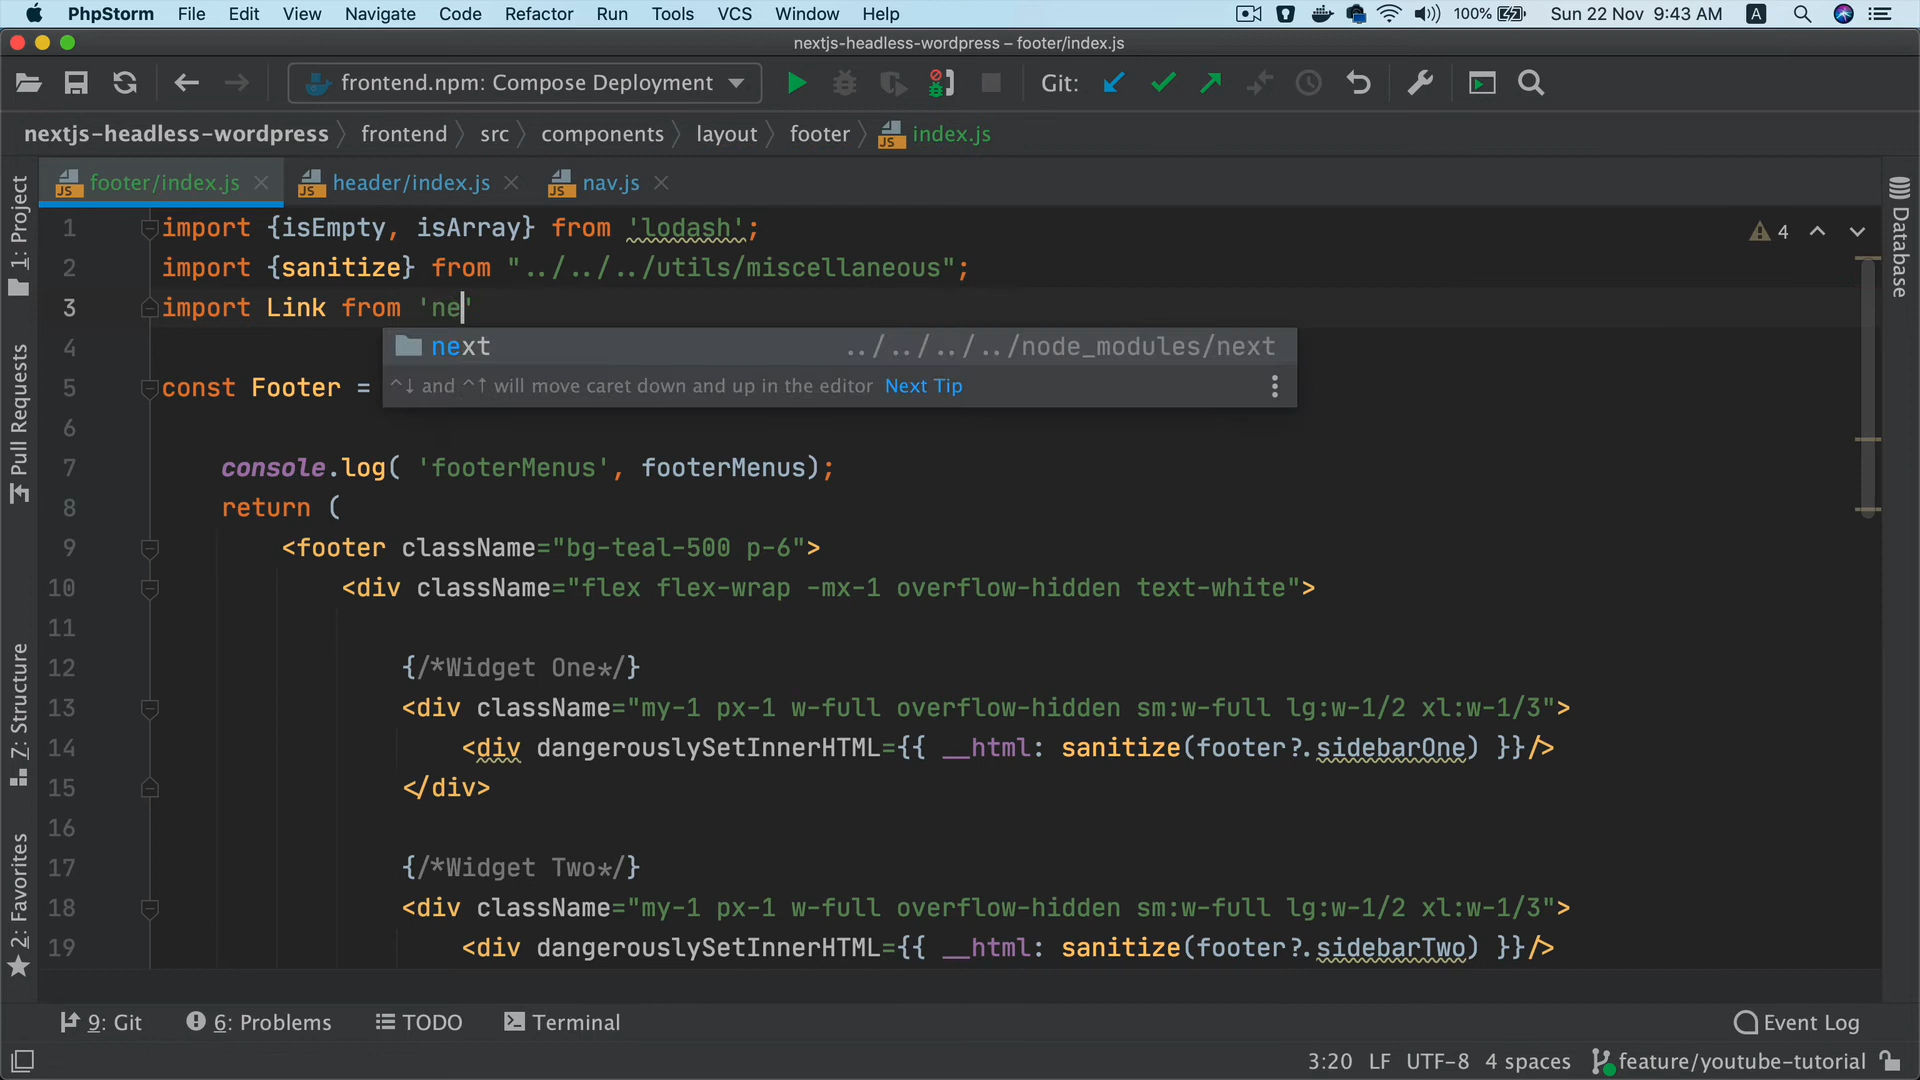 PhpStorm File Edit View Navigate Code Refactor Run Tools VCS Window Help 100% Sun 22 Nov 9:43 AM A
nextjs-headless-wordpress – footer/index.js
frontend.npm: Compose Deployment Git:
nextjs-headless-wordpress frontend src components layout footer index.js
footer/index.js header/index.js nav.js
1 import {isEmpty, isArray} from 'lodash';
4
2 import {sanitize} from "../../../utils/miscellaneous";
3 import Link from 'ne'
4
next ../../../../node_modules/next
5 const Footer =
^↓ and ^↑ will move caret down and up in the editor Next Tip
6
7 console.log( 'footerMenus', footerMenus);
8 return (
9 <footer className="bg-teal-500 p-6">
10 <div className="flex flex-wrap -mx-1 overflow-hidden text-white">
11
12 {/*Widget One*/}
13 <div className="my-1 px-1 w-full overflow-hidden sm:w-full lg:w-1/2 xl:w-1/3">
14 <div dangerouslySetInnerHTML={{ __html: sanitize(footer?.sidebarOne) }}/>
15 </div>
16
17 {/*Widget Two*/}
18 <div className="my-1 px-1 w-full overflow-hidden sm:w-full lg:w-1/2 xl:w-1/3">
19 <div dangerouslySetInnerHTML={{ __html: sanitize(footer?.sidebarTwo) }}/>
1: Project
Pull Requests
Z: Structure
2: Favorites
Database
9: Git 6: Problems TODO Terminal Event Log
3:20 LF UTF-8 4 spaces feature/youtube-tutorial